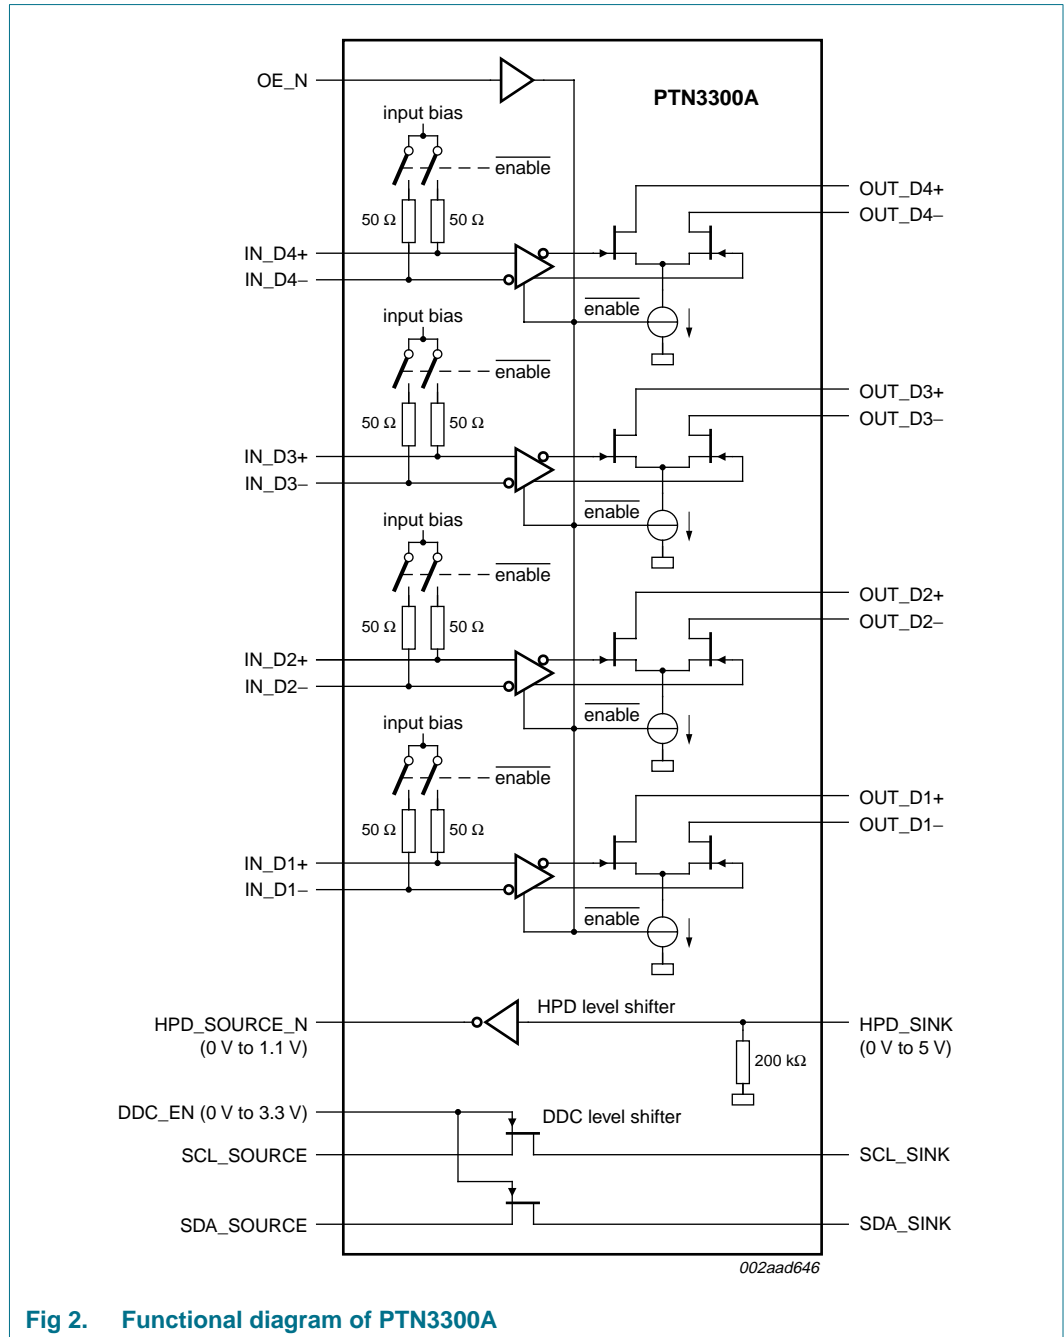 OE_N
PTN3300A
input bias
enable
50 Ω 50 Ω
OUT_D4+
OUT_D4−
IN_D4+
IN_D4−
enable
input bias
enable
50 Ω 50 Ω
OUT_D3+
OUT_D3−
IN_D3+
IN_D3−
enable
input bias
enable
50 Ω 50 Ω
OUT_D2+
OUT_D2−
IN_D2+
IN_D2−
enable
input bias
enable
50 Ω 50 Ω
OUT_D1+
OUT_D1−
IN_D1+
IN_D1−
enable
HPD level shifter
HPD_SOURCE_N
(0 V to 1.1 V)
HPD_SINK
(0 V to 5 V)
200 kΩ
DDC_EN (0 V to 3.3 V)
DDC level shifter
SCL_SOURCE
SCL_SINK
SDA_SOURCE
SDA_SINK
002aad646
Fig 2. Functional diagram of PTN3300A